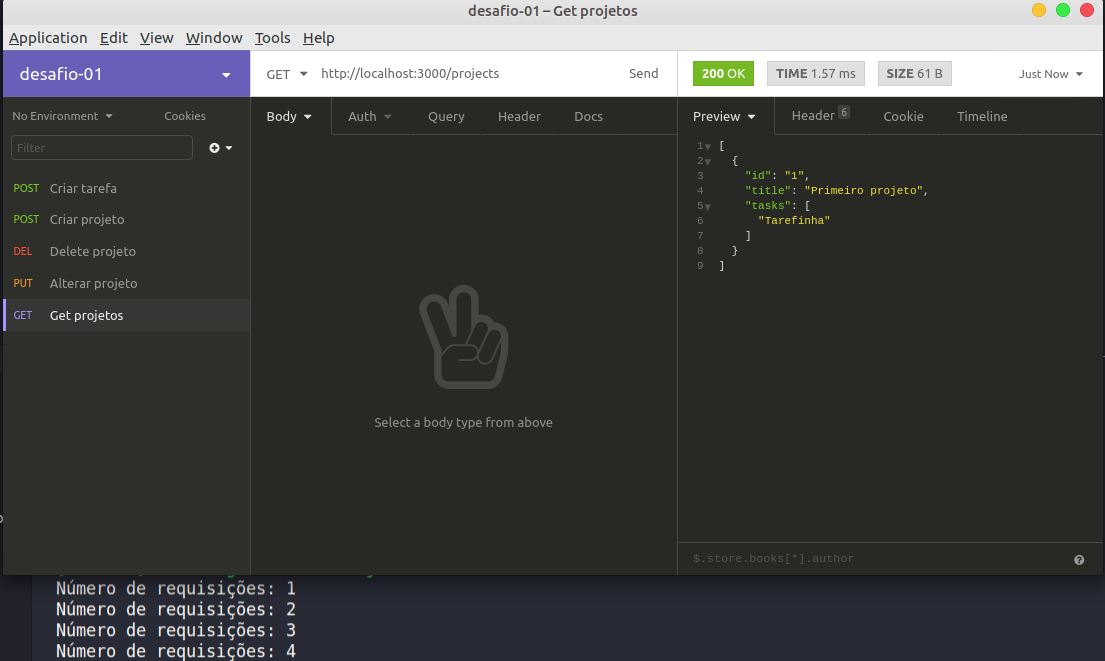 desafio-01 – Get projetos
Application Edit View Window Tools Help
desafio-01
GET http://localhost:3000/projects Send
200 OK TIME 1.57 ms SIZE 61 B Just Now
No Environment Cookies
Body Auth Query Header Docs
Preview Header 6 Cookie Timeline
Filter
POST Criar tarefa
POST Criar projeto
DEL Delete projeto
PUT Alterar projeto
GET Get projetos
Select a body type from above
1 [
2 {
3 "id": "1",
4 "title": "Primeiro projeto",
5 "tasks": [
6 "Tarefinha"
7 ]
8 }
9 ]
$.store.books[*].author
Número de requisições: 1
Número de requisições: 2
Número de requisições: 3
Número de requisições: 4